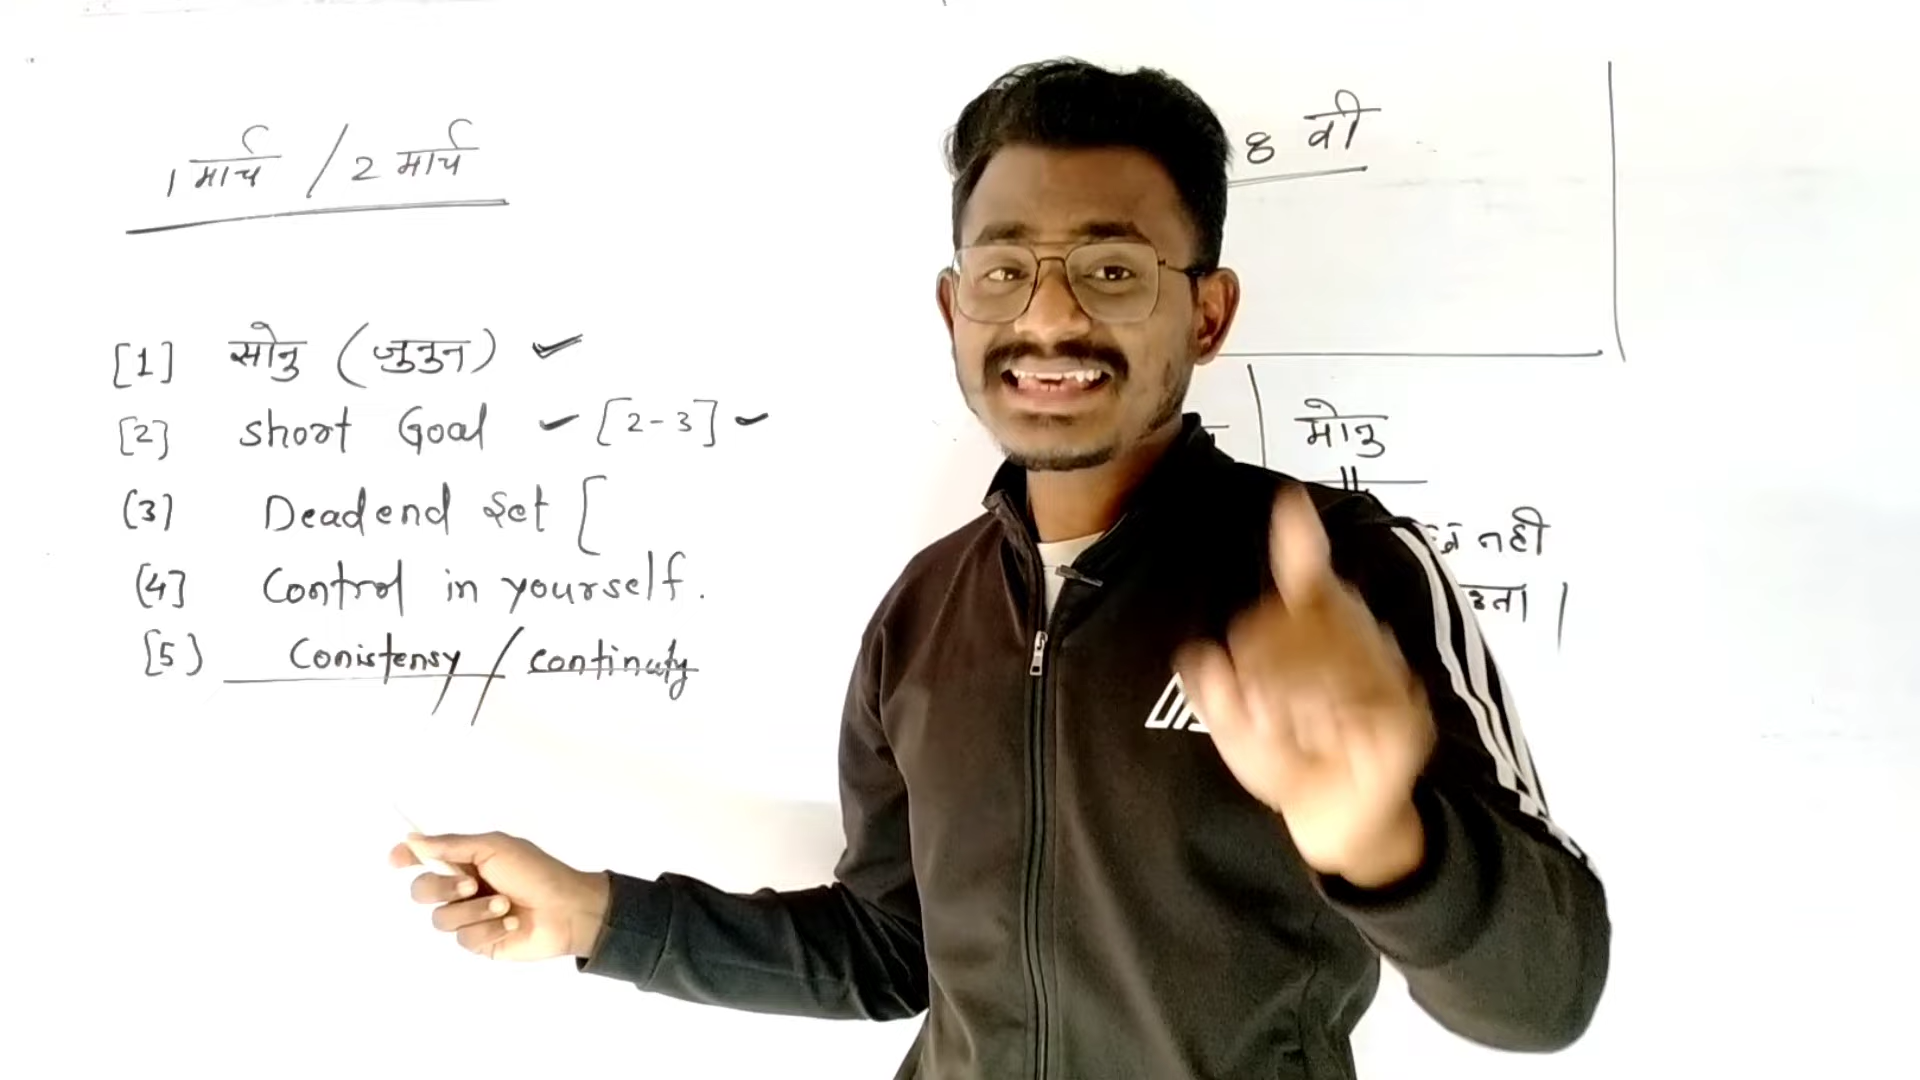 1 मार्च / 2 मार्च
[1] सोनु (जुनुन) ✓
[2] short Goal ✓ [2-3] ✓
(3) Deadend set [
(4) Control in yourself.
[5] Conistensy / continuty
8 वी
मोनु
नही